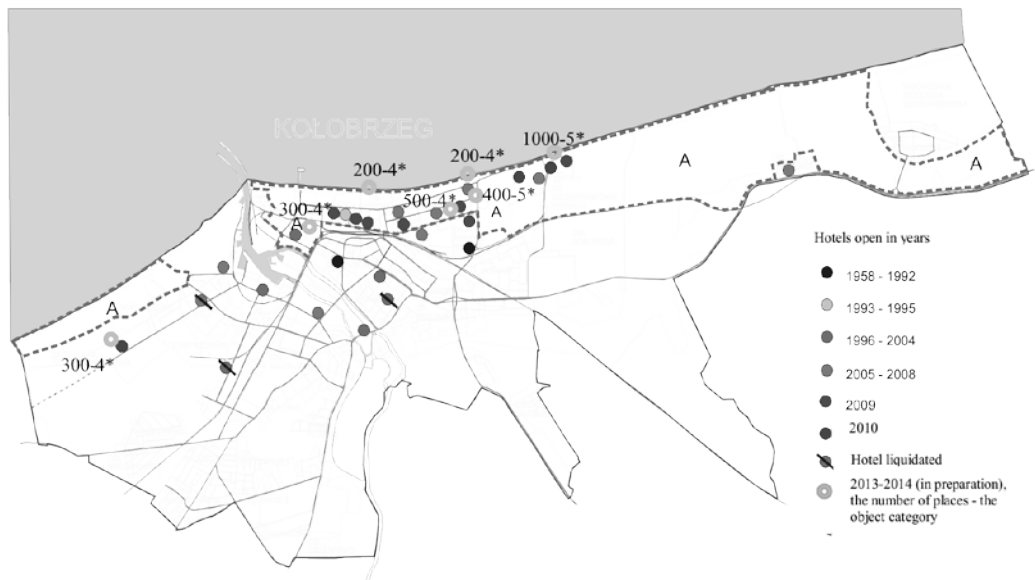 KOŁOBRZEG
1000-5*
200-4*
200-4*
A
400-5*
500-4*
A
300-4*
A
A
A
300-4*
Hotels open in years
1958 - 1992
1993 - 1995
1996 - 2004
2005 - 2008
2009
2010
Hotel liquidated
2013-2014 (in preparation),
the number of places - the
object category